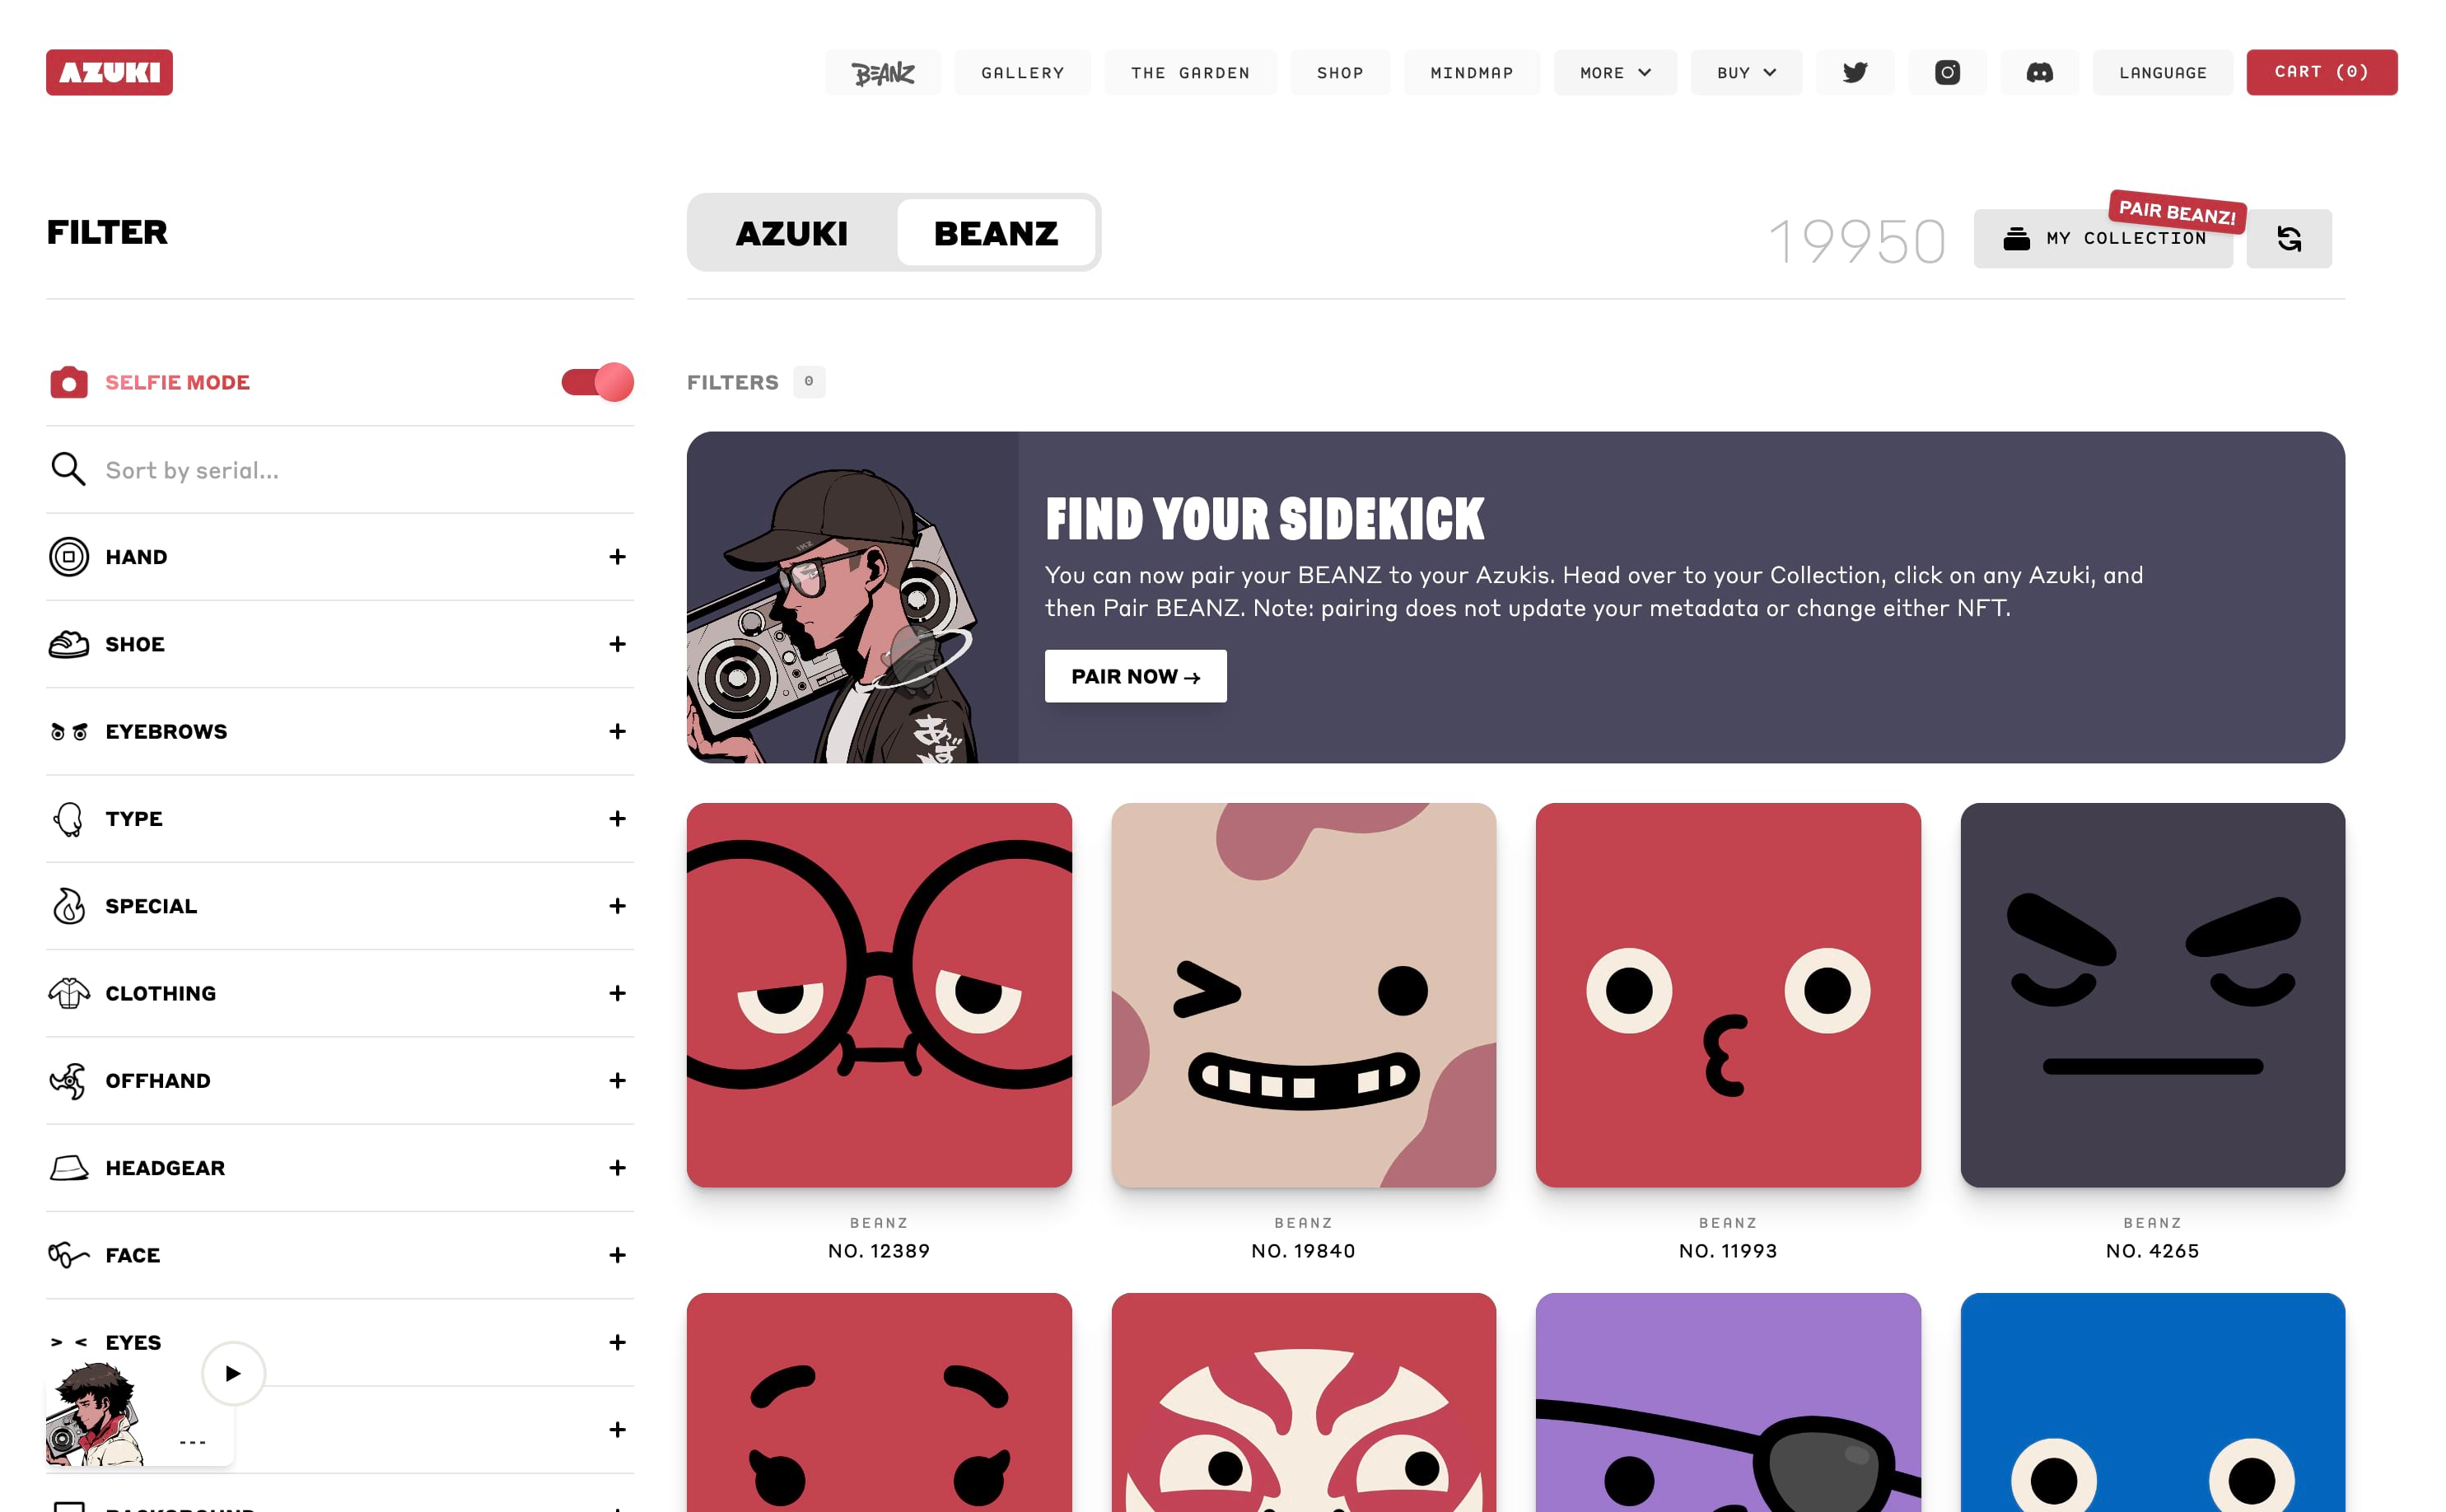 AZUKI
BEANZ
GALLERY
THE GARDEN
SHOP
MINDMAP
MORE
BUY
LANGUAGE
CART (0)
FILTER
AZUKI
BEANZ
19950
PAIR BEANZ!
MY COLLECTION
SELFIE MODE
Sort by serial...
HAND
SHOE
EYEBROWS
TYPE
SPECIAL
CLOTHING
OFFHAND
HEADGEAR
FACE
EYES
---
BACKGROUND
FILTERS 0
FIND YOUR SIDEKICK
You can now pair your BEANZ to your Azukis. Head over to your Collection, click on any Azuki, and
then Pair BEANZ. Note: pairing does not update your metadata or change either NFT.
PAIR NOW →
BEANZ
NO. 12389
BEANZ
NO. 19840
BEANZ
NO. 11993
BEANZ
NO. 4265